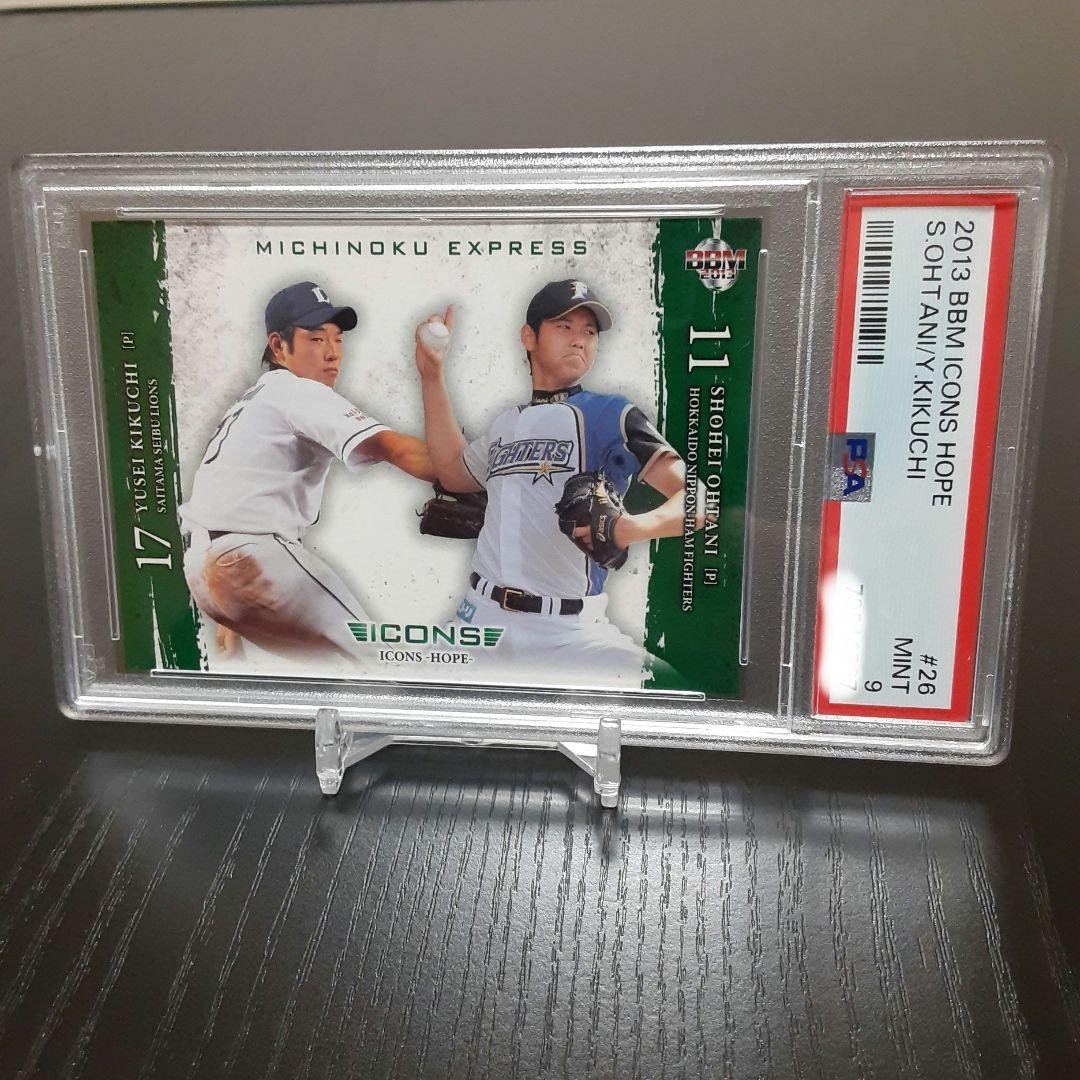 MICHINOKU EXPRESS
BBM
2013
17 YUSEI KIKUCHI [P]
SAITAMA SEIBU LIONS
11 SHOHEI OHTANI [P]
HOKKAIDO NIPPON-HAM FIGHTERS
FIGHTERS
ICONS
ICONS -HOPE-
2013 BBM ICONS HOPE
S.OHTANI/Y.KIKUCHI
#26
MINT
9
PSA